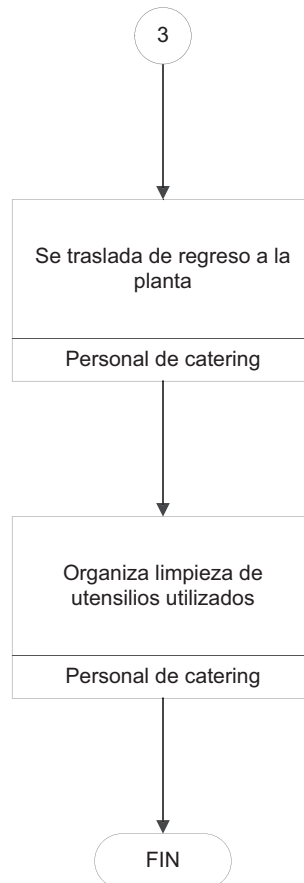 3
Se traslada de regreso a la
planta
Personal de catering
Organiza limpieza de
utensilios utilizados
Personal de catering
FIN